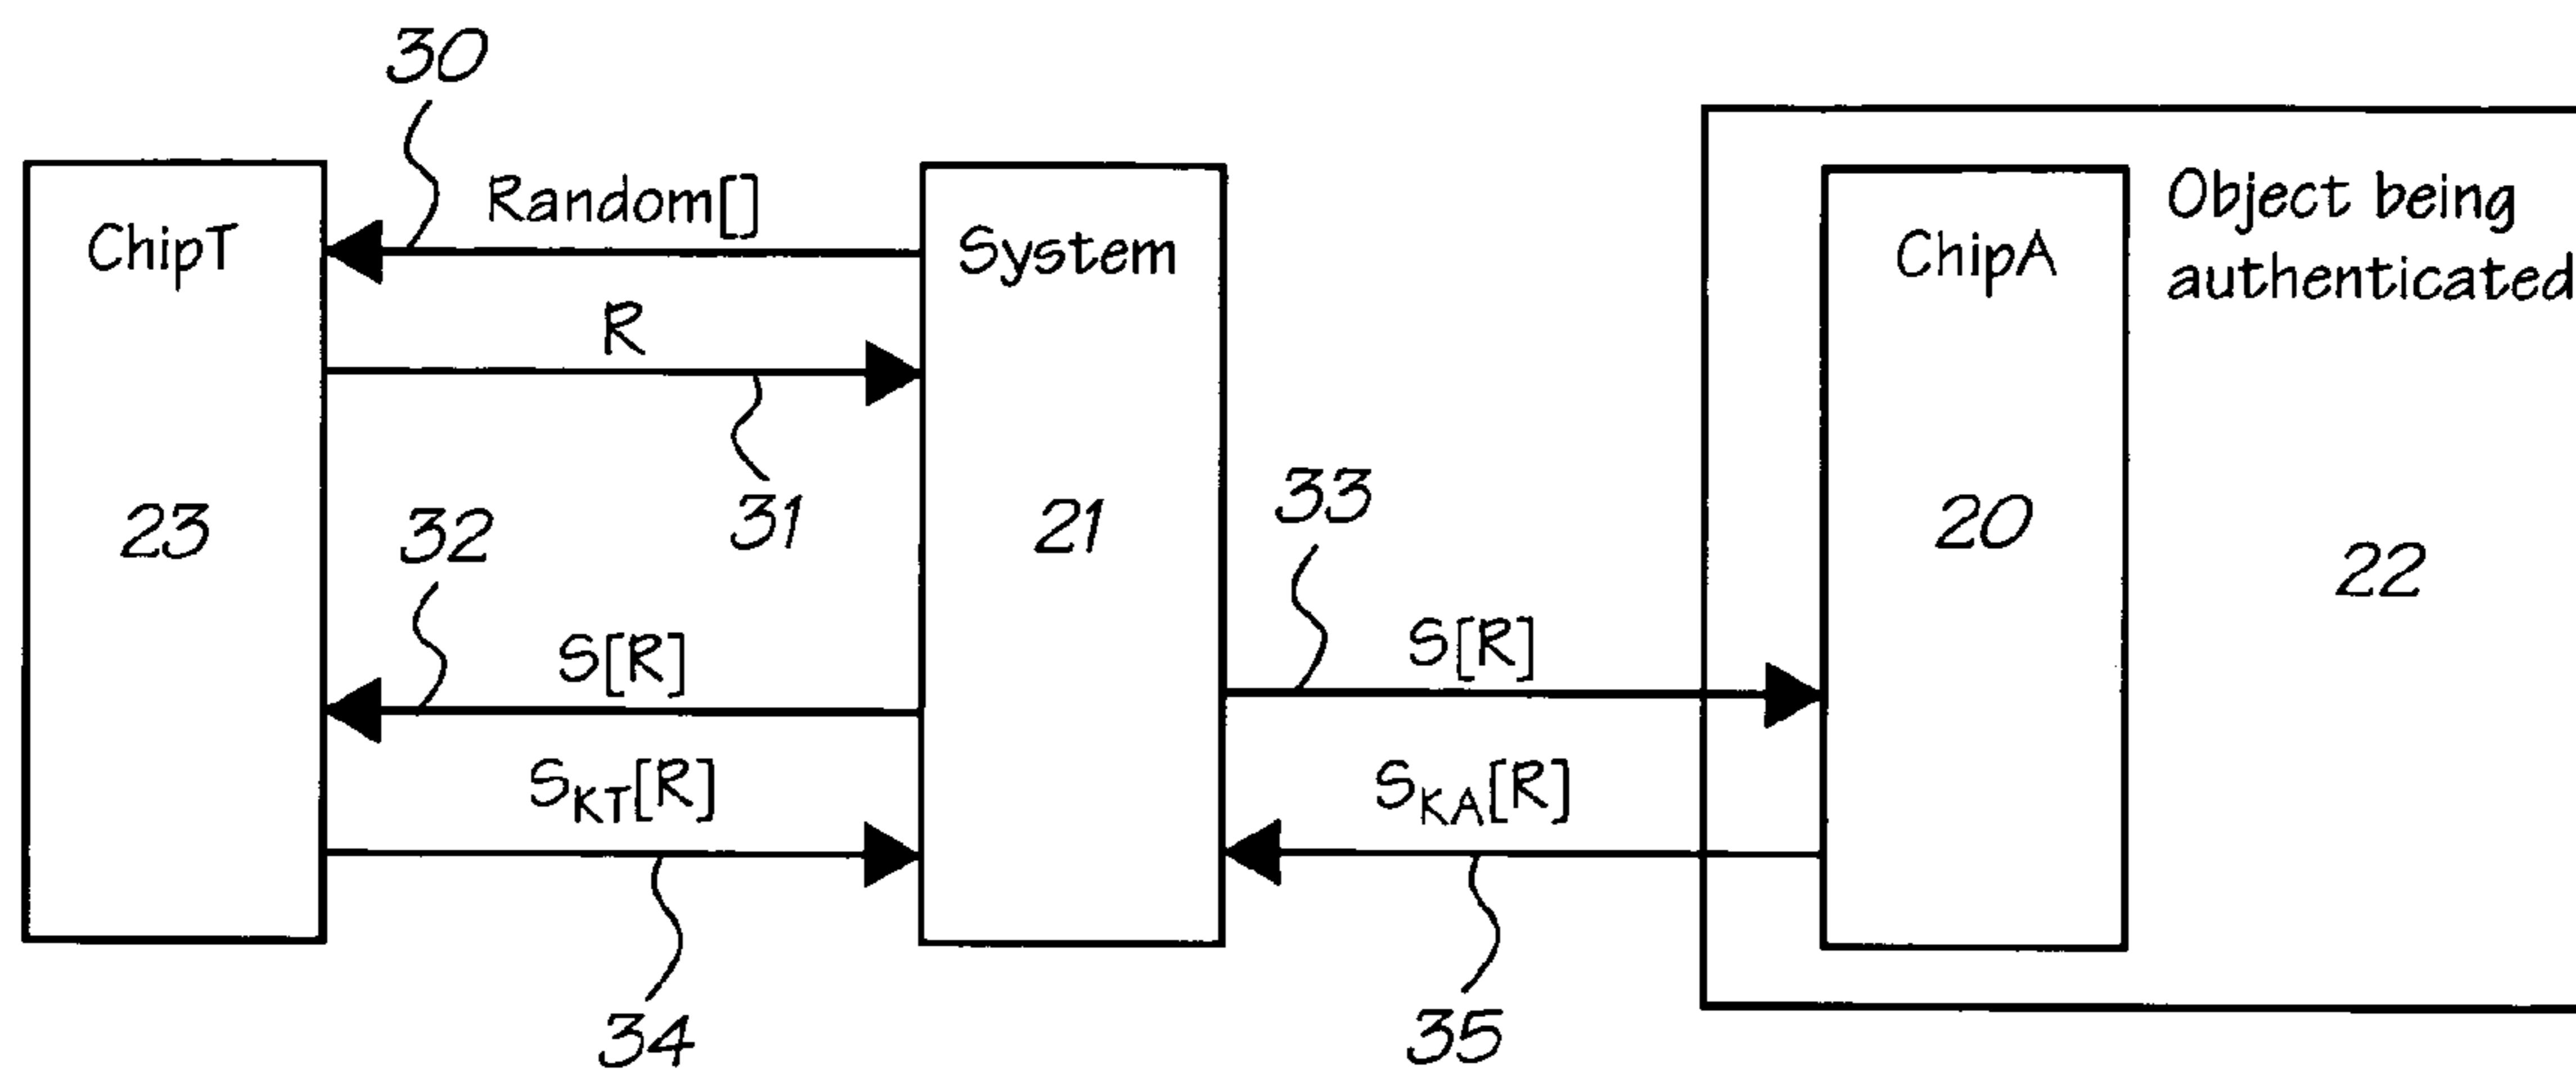 30
Random[]
ChipT
System
ChipA
Object being
authenticated
R
31
23
32
21
33
20
22
S[R]
S[R]
SKT[R]
SKA[R]
34
35